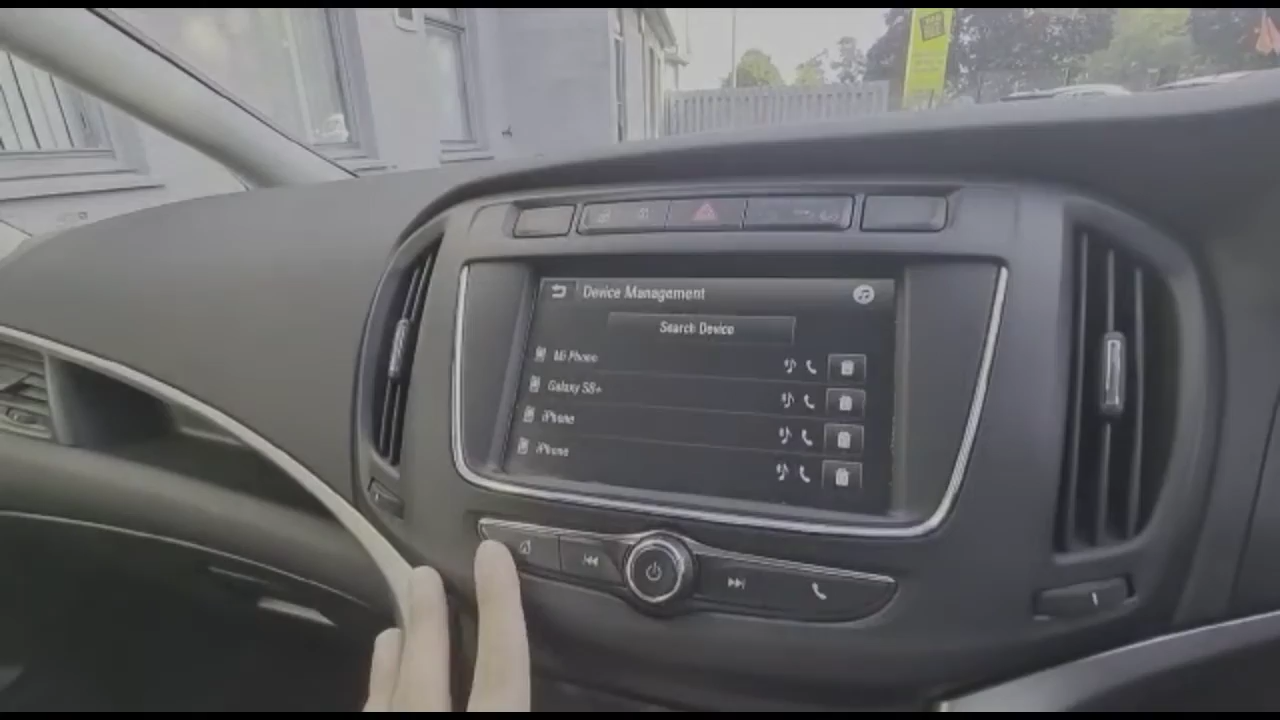 Device Management
Search Device
Mi Phone
Galaxy S8+
iPhone
iPhone